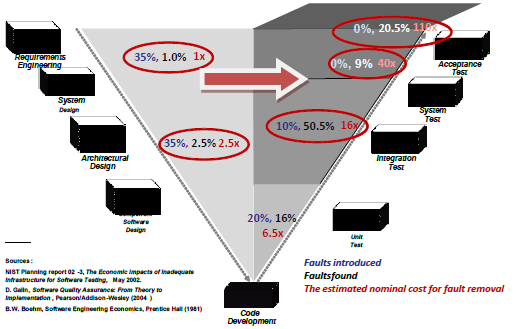 0%, 20.5% 110x
Requirements
Engineering
35%, 1.0% 1x
0%, 9% 40x
Acceptance
Test
System
Design
System
Test
10%, 50.5% 16x
35%, 2.5% 2.5x
Architectural
Design
Integration
Test
Software
Design
20%, 16%
6.5x
Unit
Test
Sources :
NIST Planning report 02 -3, The Economic Impacts of Inadequate
Infrastructure for Software Testing, May 2002.
D. Galin, Software Quality Assurance: From Theory to
Implementation , Pearson/Addison-Wesley (2004 )
B.W. Boehm, Software Engineering Economics, Prentice Hall (1981)
Faults introduced
Faultsfound
The estimated nominal cost for fault removal
Code
Development